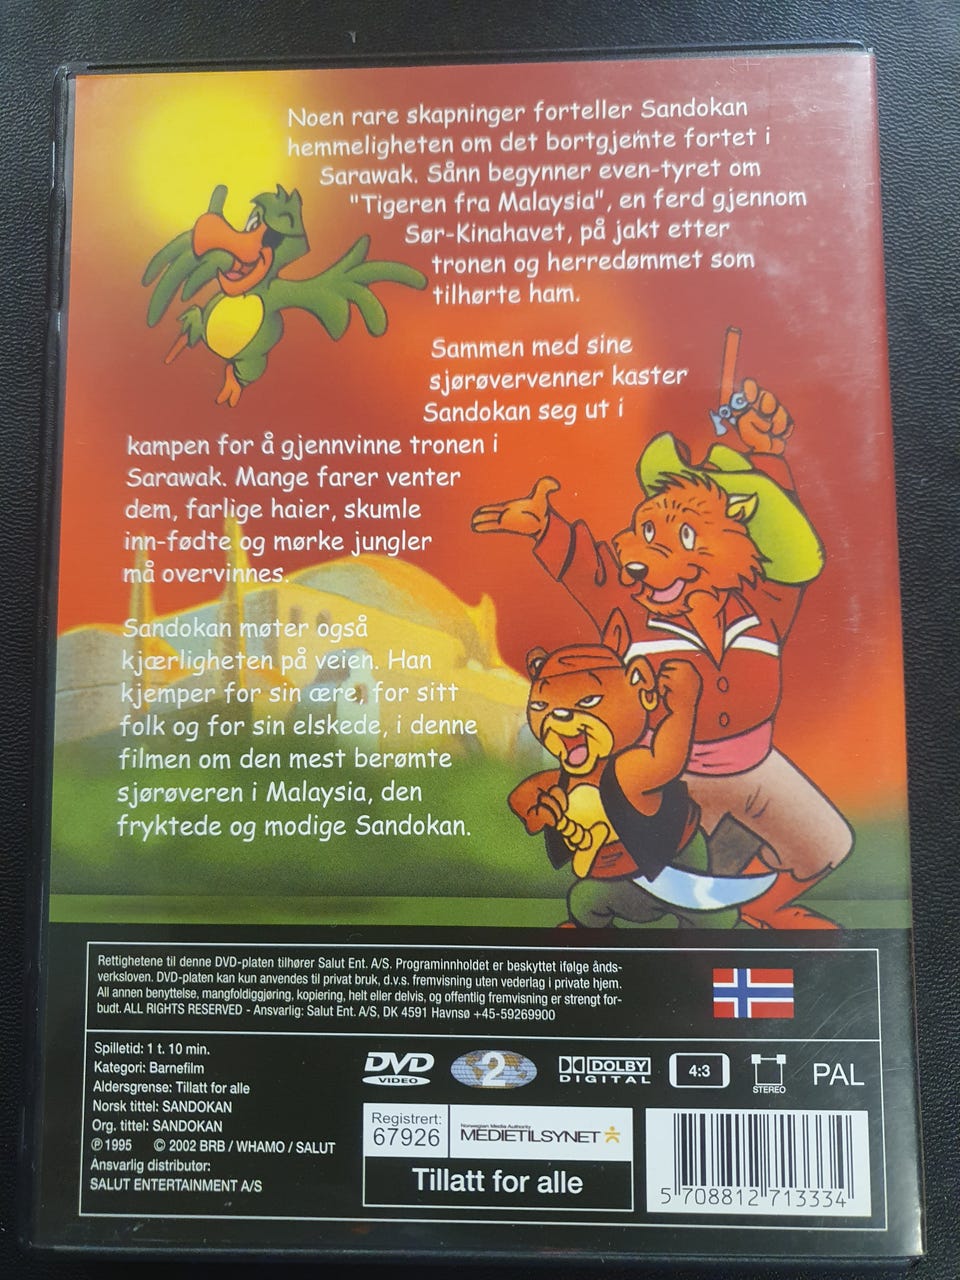 Noen rare skapninger forteller Sandokan
hemmeligheten om det bortgjemte fortet i
Sarawak. Sånn begynner even-tyret om
"Tigeren fra Malaysia", en ferd gjennom
Sør-Kinahavet, på jakt etter
tronen og herredømmet som
tilhørte ham.
Sammen med sine
sjørøvervenner kaster
Sandokan seg ut i
kampen for å gjennvinne tronen i
Sarawak. Mange farer venter
dem, farlige haier, skumle
inn-fødte og mørke jungler
må overvinnes.
Sandokan møter også
kjærligheten på veien. Han
kjemper for sin ære, for sitt
folk og for sin elskede, i denne
filmen om den mest berømte
sjørøveren i Malaysia, den
fryktede og modige Sandokan.
Rettighetene til denne DVD-platen tilhører Salut Ent. A/S. Programinnholdet er beskyttet ifølge ånds-
verksloven. DVD-platen kan kun anvendes til privat bruk, d.v.s. fremvisning uten vederlag i private hjem.
All annen benyttelse, mangfoldiggjøring, kopiering, helt eller delvis, og offentlig fremvisning er strengt for-
budt. ALL RIGHTS RESERVED - Ansvarlig: Salut Ent. A/S, DK 4591 Havnsø +45-59269900
Spilletid: 1 t. 10 min.
Kategori: Barnefilm
Aldersgrense: Tillatt for alle
Norsk tittel: SANDOKAN
Org. tittel: SANDOKAN
℗ 1995 © 2002 BRB / WHAMO / SALUT
Ansvarlig distributør:
SALUT ENTERTAINMENT A/S
DVD
VIDEO
2
DOLBY
DIGITAL
4:3
STEREO
PAL
Registrert:
67926
Norwegian Media Authority
MEDIETILSYNET
Tillatt for alle
5 708812 713334